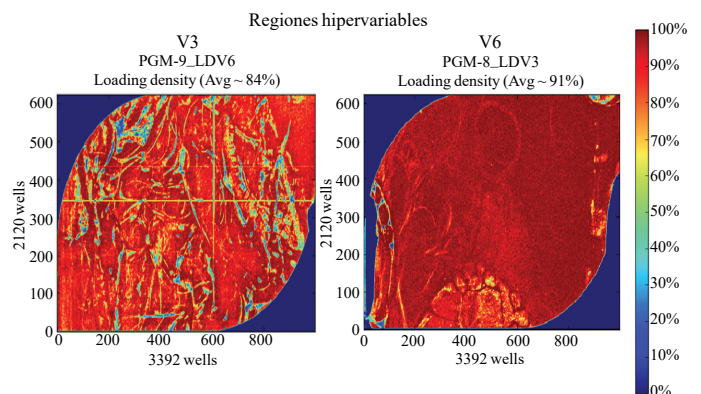 Regiones hipervariables
V3
PGM-9_LDV6
Loading density (Avg ~ 84%)
600
500
400
300
200
100
0
2120 wells
0 200 400 600 800
3392 wells
V6
PGM-8_LDV3
Loading density (Avg ~ 91%)
600
500
400
300
200
100
0
2120 wells
0 200 400 600 800
3392 wells
100%
90%
80%
70%
60%
50%
40%
30%
20%
10%
0%